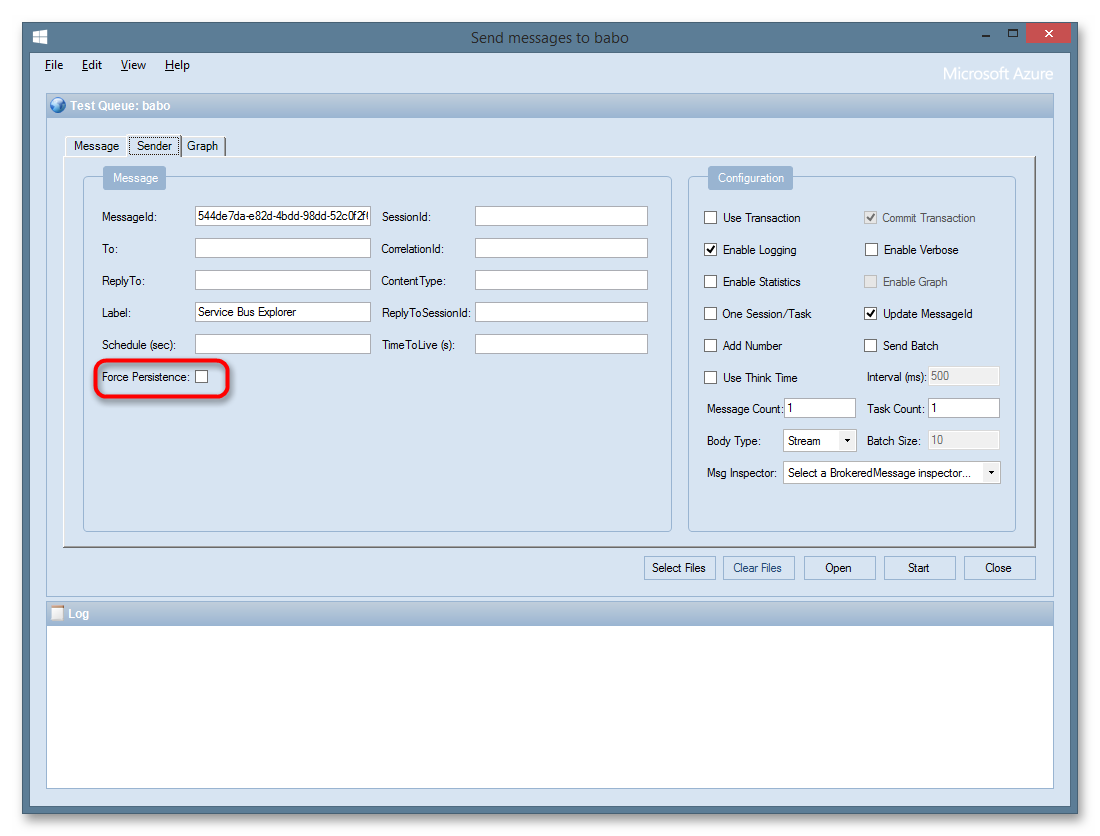 Send messages to babo
File Edit View Help
Microsoft Azure
Test Queue: babo
Message Sender Graph
Message
MessageId: 544de7da-e82d-4bdd-98dd-52c0f2f SessionId:
To: CorrelationId:
ReplyTo: ContentType:
Label: Service Bus Explorer ReplyToSessionId:
Schedule (sec): TimeToLive (s):
Force Persistence:
Configuration
Use Transaction Commit Transaction
Enable Logging Enable Verbose
Enable Statistics Enable Graph
One Session/Task Update MessageId
Add Number Send Batch
Use Think Time Interval (ms): 500
Message Count: 1 Task Count: 1
Body Type: Stream Batch Size: 10
Msg Inspector: Select a BrokeredMessage inspector...
Select Files Clear Files Open Start Close
Log